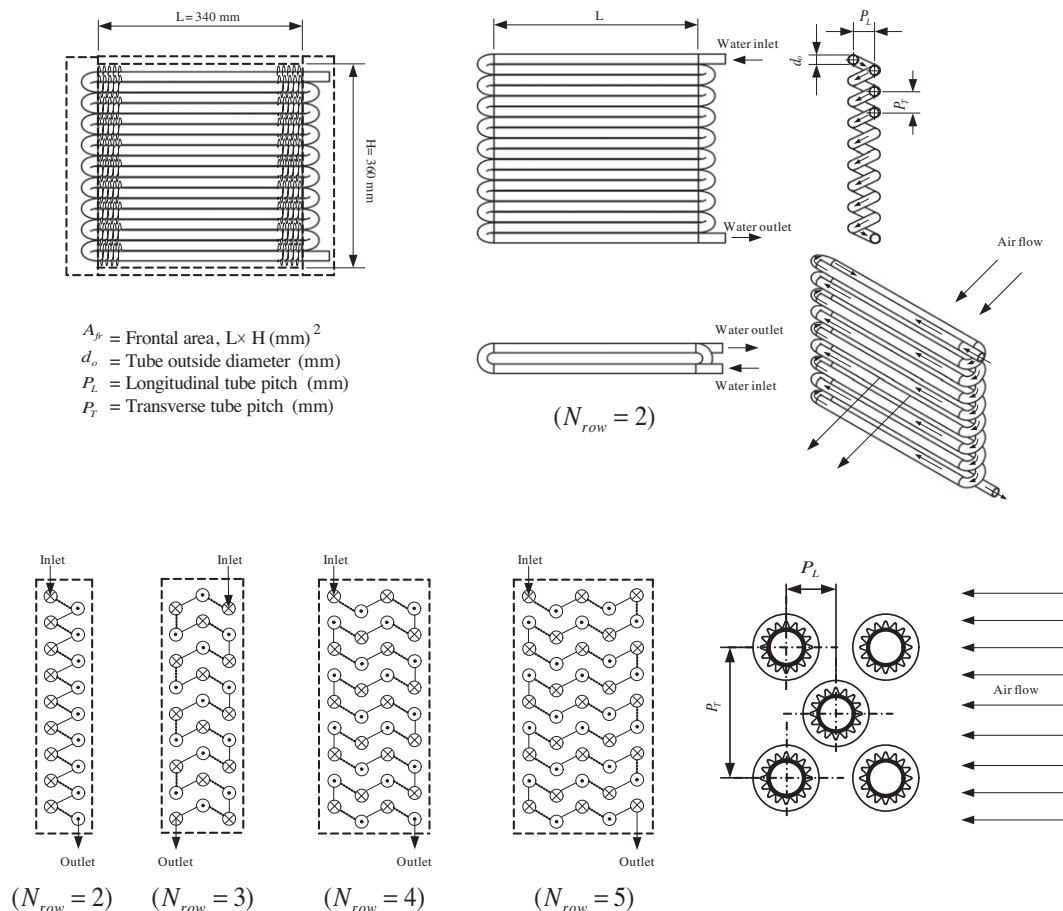 L= 340 mm
H= 360 mm
A_fr = Frontal area, L× H (mm)^2
d_o = Tube outside diameter (mm)
P_L = Longitudinal tube pitch (mm)
P_T = Transverse tube pitch (mm)
L
Water inlet
Water outlet
Water outlet
Water inlet
(N_row = 2)
P_L
d_o
P_T
Air flow
Inlet
Outlet
(N_row = 2)
Inlet
Outlet
(N_row = 3)
Inlet
Outlet
(N_row = 4)
Inlet
Outlet
(N_row = 5)
P_L
P_T
Air flow